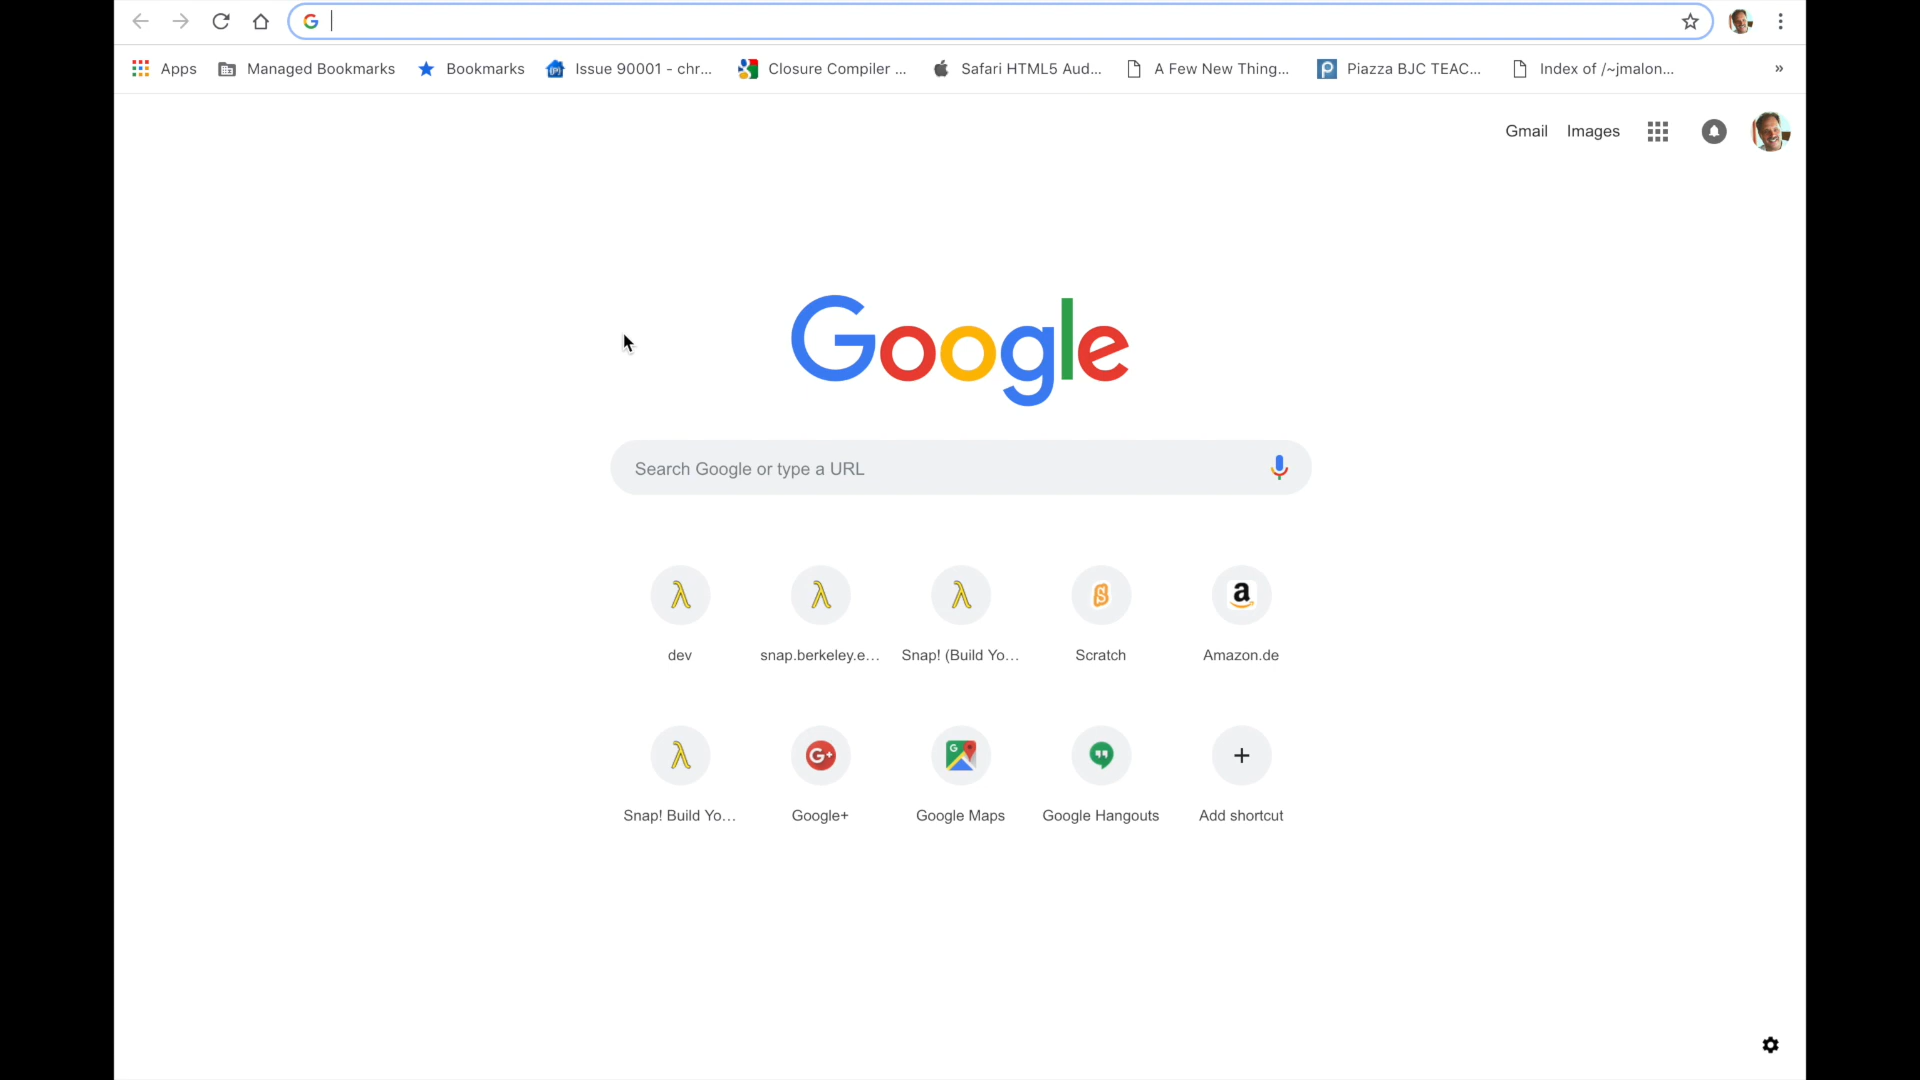 Apps Managed Bookmarks Bookmarks Issue 90001 - chr... Closure Compiler ... Safari HTML5 Aud... A Few New Thing... Piazza BJC TEAC... Index of /~jmalon... »
Gmail Images
Google
Search Google or type a URL
dev snap.berkeley.e... Snap! (Build Yo... Scratch Amazon.de
Snap! Build Yo... Google+ Google Maps Google Hangouts Add shortcut